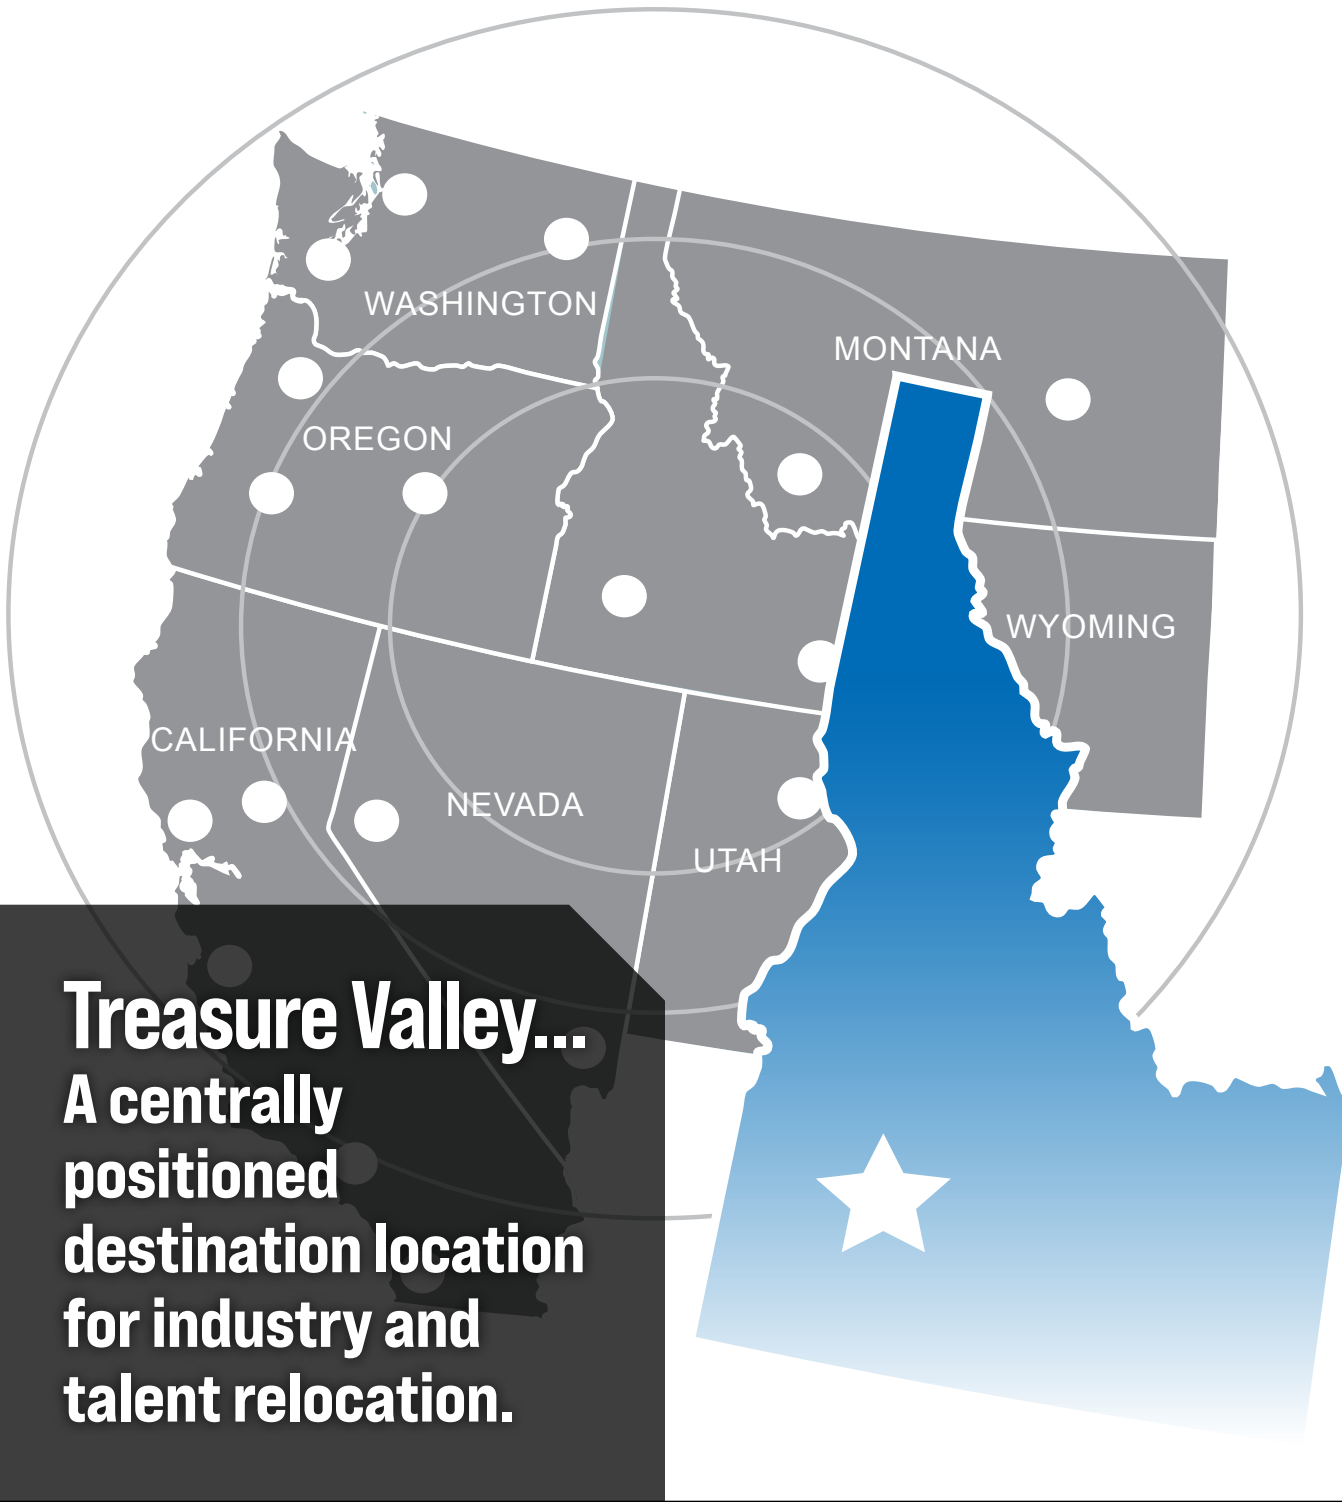 WASHINGTON
MONTANA
OREGON
WYOMING
CALIFORNIA
NEVADA
UTAH
Treasure Valley...
A centrally
positioned
destination location
for industry and
talent relocation.